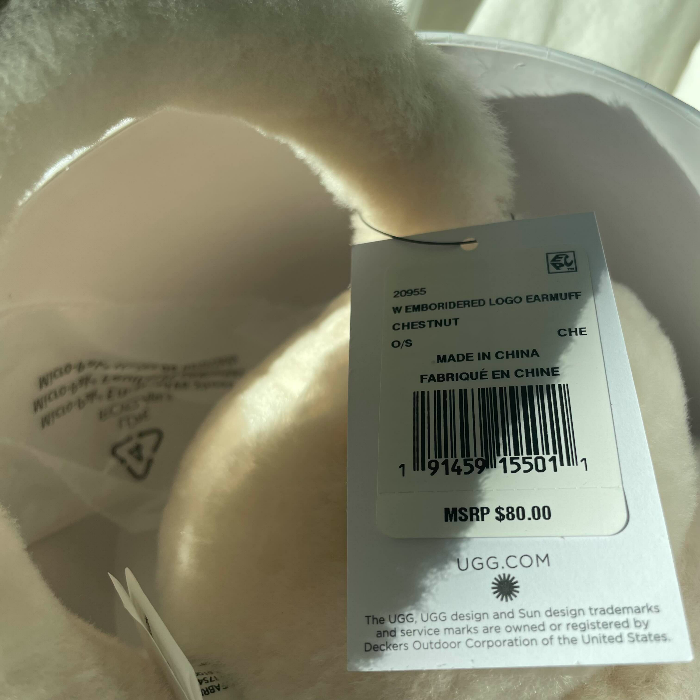 20955
W EMBORIDERED LOGO EARMUFF
CHESTNUT
O/S
CHE
MADE IN CHINA
FABRIQUÉ EN CHINE
1 91459 15501 1
MSRP $80.00
UGG.COM
The UGG, UGG design and Sun design trademarks
and service marks are owned or registered by
Deckers Outdoor Corporation of the United States.